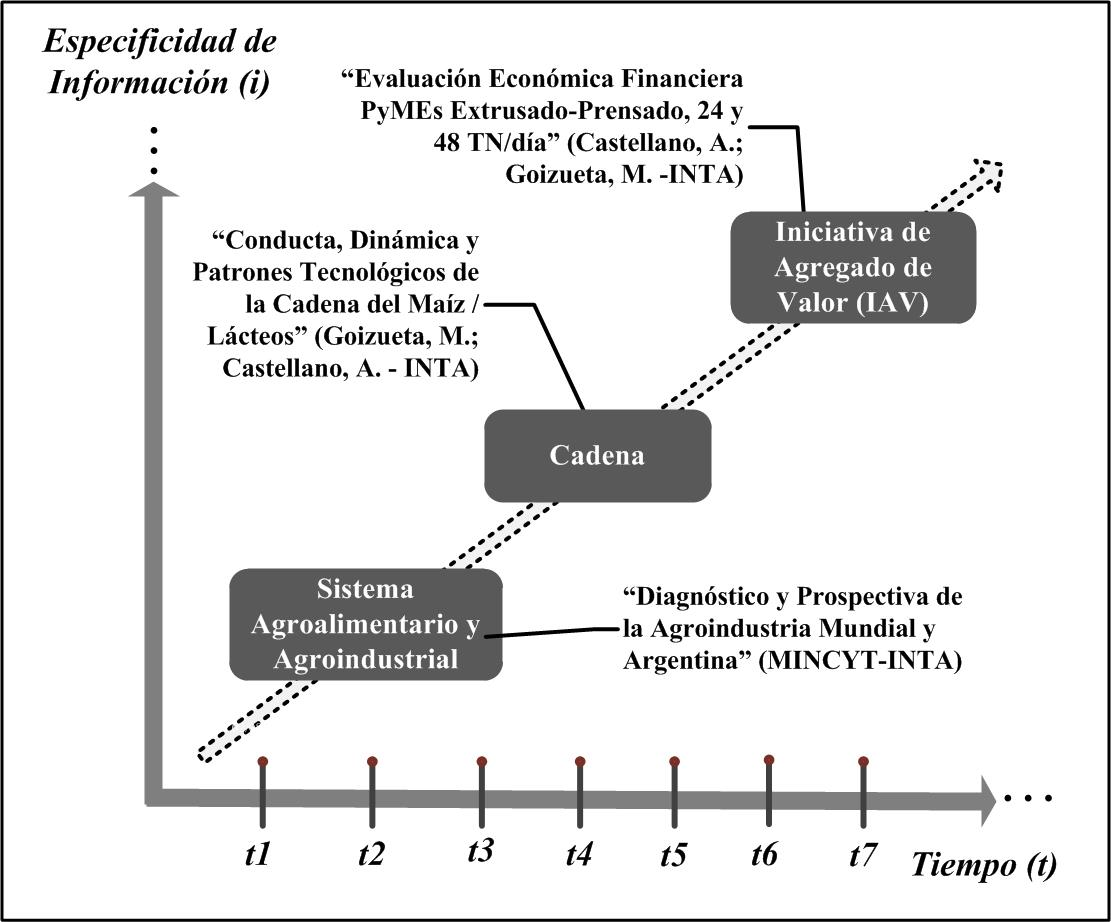 Especificidad de
Información (i)
“Evaluación Económica Financiera
PyMEs Extrusado-Prensado, 24 y
48 TN/día” (Castellano, A.;
Goizueta, M. -INTA)
“Conducta, Dinámica y
Patrones Tecnológicos de
la Cadena del Maíz /
Lácteos” (Goizueta, M.;
Castellano, A. - INTA)
Iniciativa de
Agregado de
Valor (IAV)
Cadena
Sistema
Agroalimentario y
Agroindustrial
“Diagnóstico y Prospectiva de
la Agroindustria Mundial y
Argentina” (MINCYT-INTA)
t1 t2 t3 t4 t5 t6 t7
Tiempo (t)